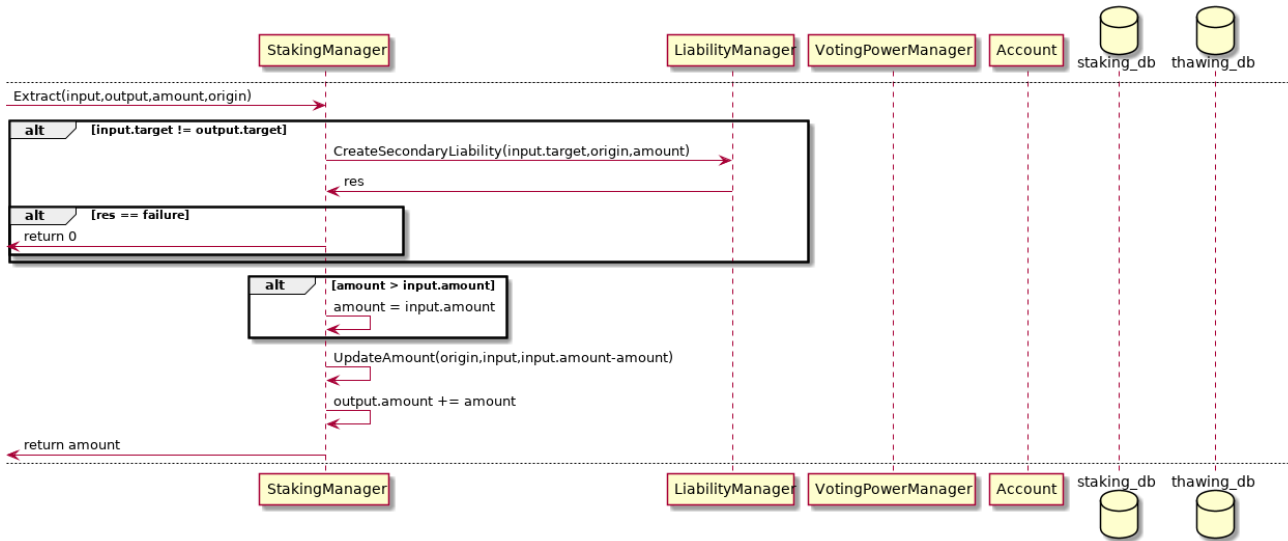 StakingManager
LiabilityManager
VotingPowerManager
Account
staking_db
thawing_db
Extract(input,output,amount,origin)
alt
[input.target != output.target]
CreateSecondaryLiability(input.target,origin,amount)
res
alt
[res == failure]
return 0
alt
[amount > input.amount]
amount = input.amount
UpdateAmount(origin,input,input.amount-amount)
output.amount += amount
return amount
StakingManager
LiabilityManager
VotingPowerManager
Account
staking_db
thawing_db